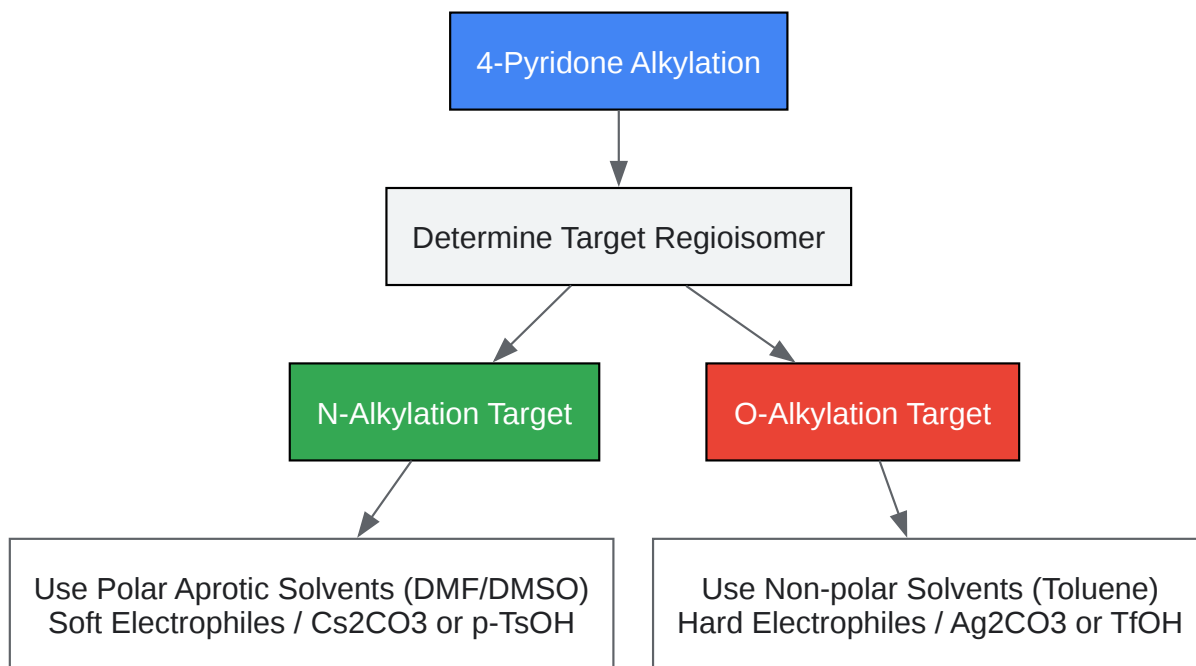 4-Pyridone Alkylation
Determine Target Regioisomer
N-Alkylation Target
O-Alkylation Target
Use Polar Aprotic Solvents (DMF/DMSO)
Soft Electrophiles / Cs2CO3 or p-TsOH
Use Non-polar Solvents (Toluene)
Hard Electrophiles / Ag2CO3 or TfOH